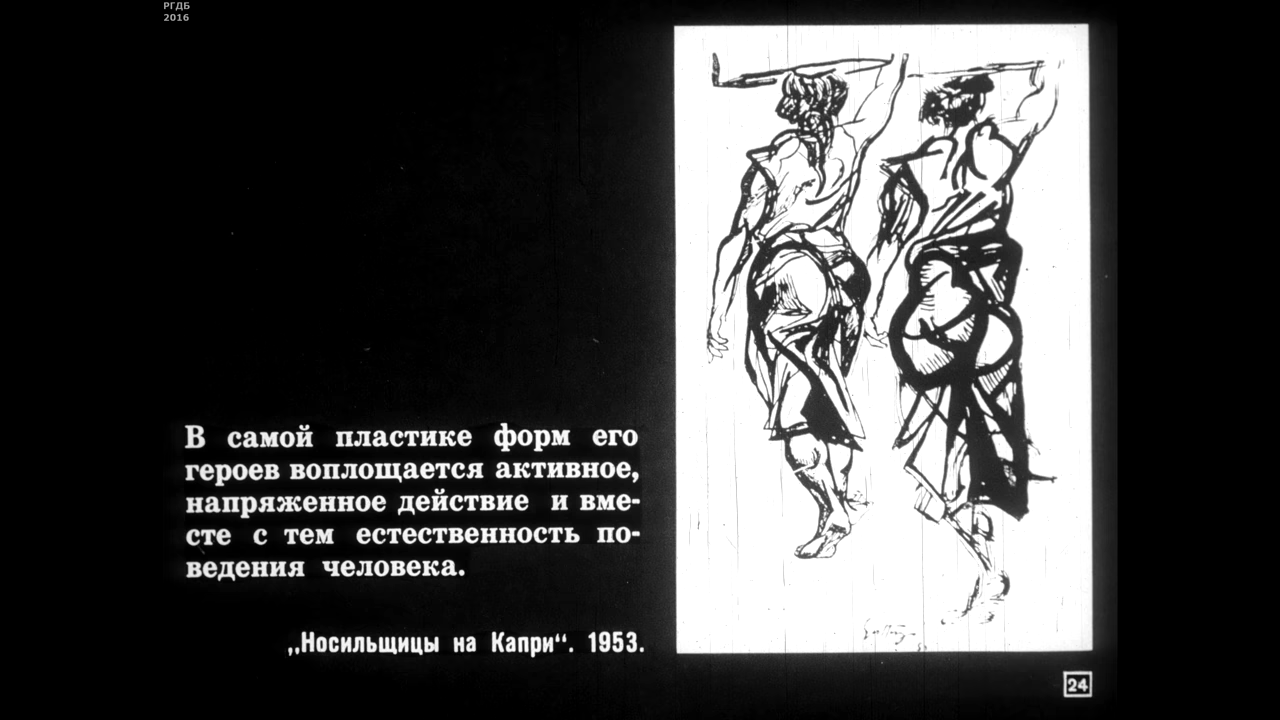 РГДБ
2016
В самой пластике форм его
героев воплощается активное,
напряженное действие и вме-
сте с тем естественность по-
ведения человека.
„Носильщицы на Капри“. 1953.
24